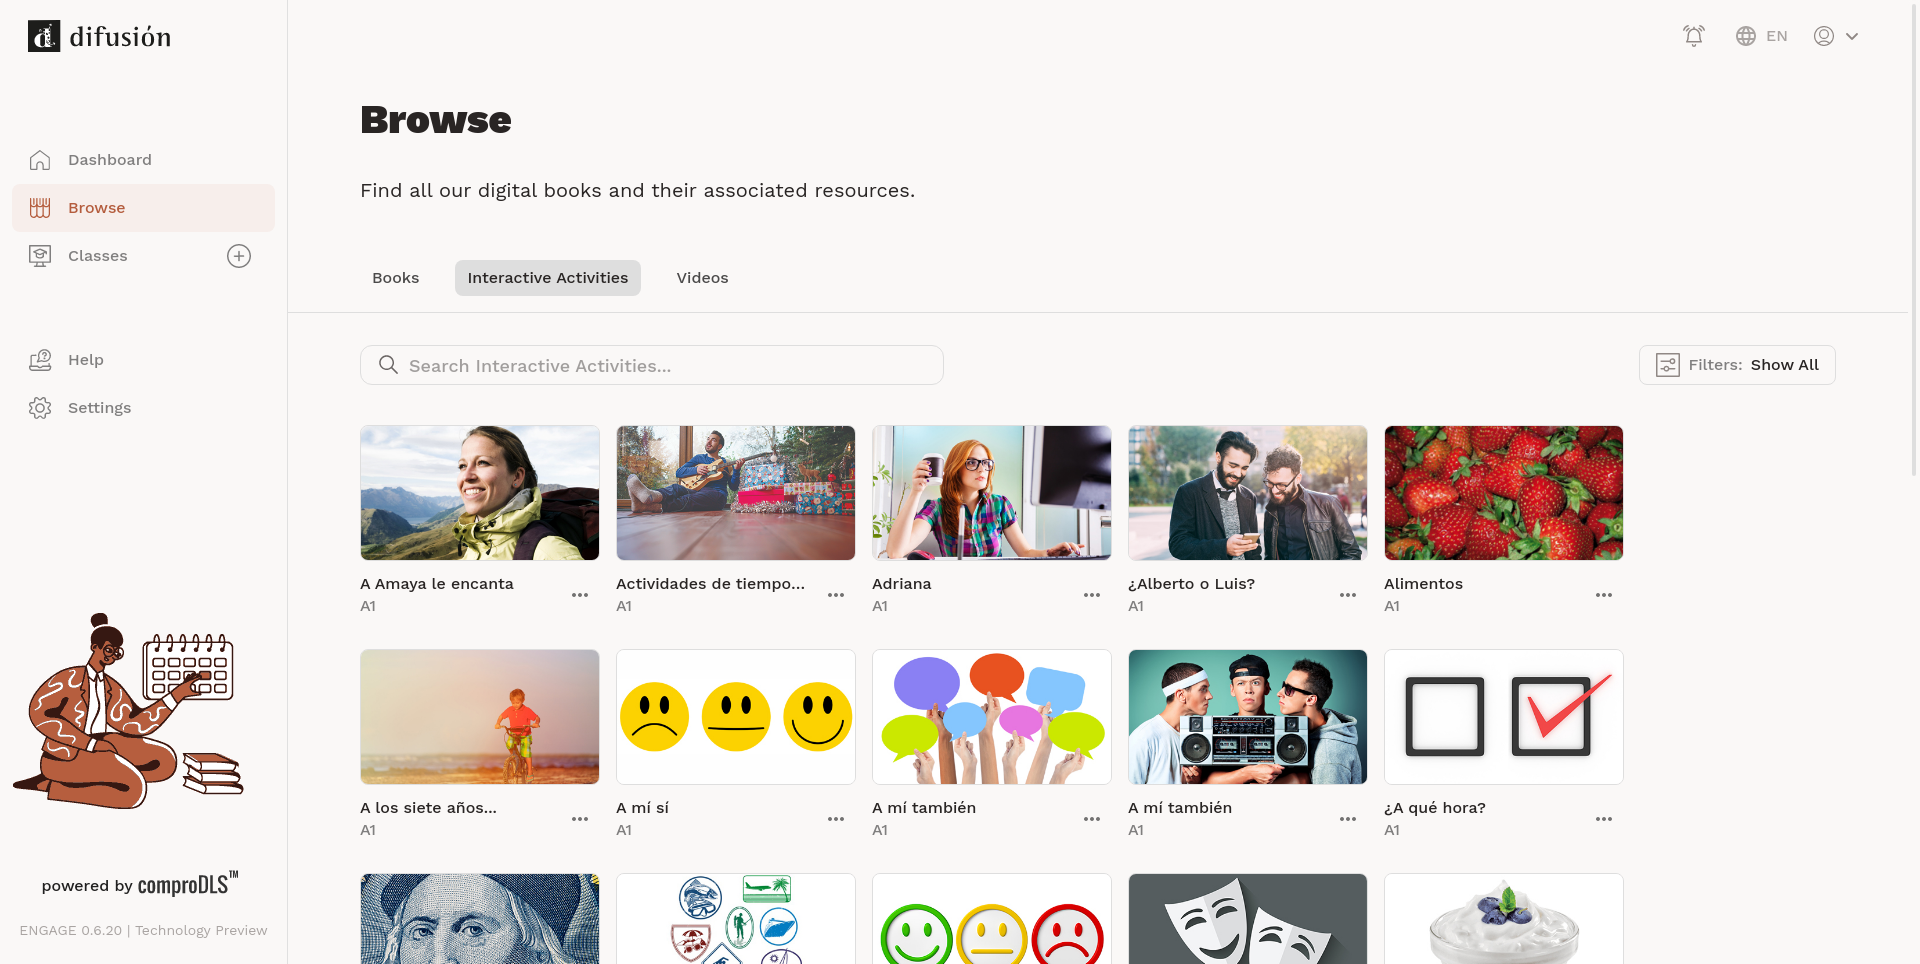 difusión
EN
Dashboard
Browse
Classes
Help
Settings
powered by comproDLS™
ENGAGE 0.6.20 | Technology Preview
Browse
Find all our digital books and their associated resources.
Books
Interactive Activities
Videos
Search Interactive Activities...
Filters: Show All
A Amaya le encanta
A1
Actividades de tiempo...
A1
Adriana
A1
¿Alberto o Luis?
A1
Alimentos
A1
A los siete años...
A1
A mí sí
A1
A mí también
A1
A mí también
A1
¿A qué hora?
A1